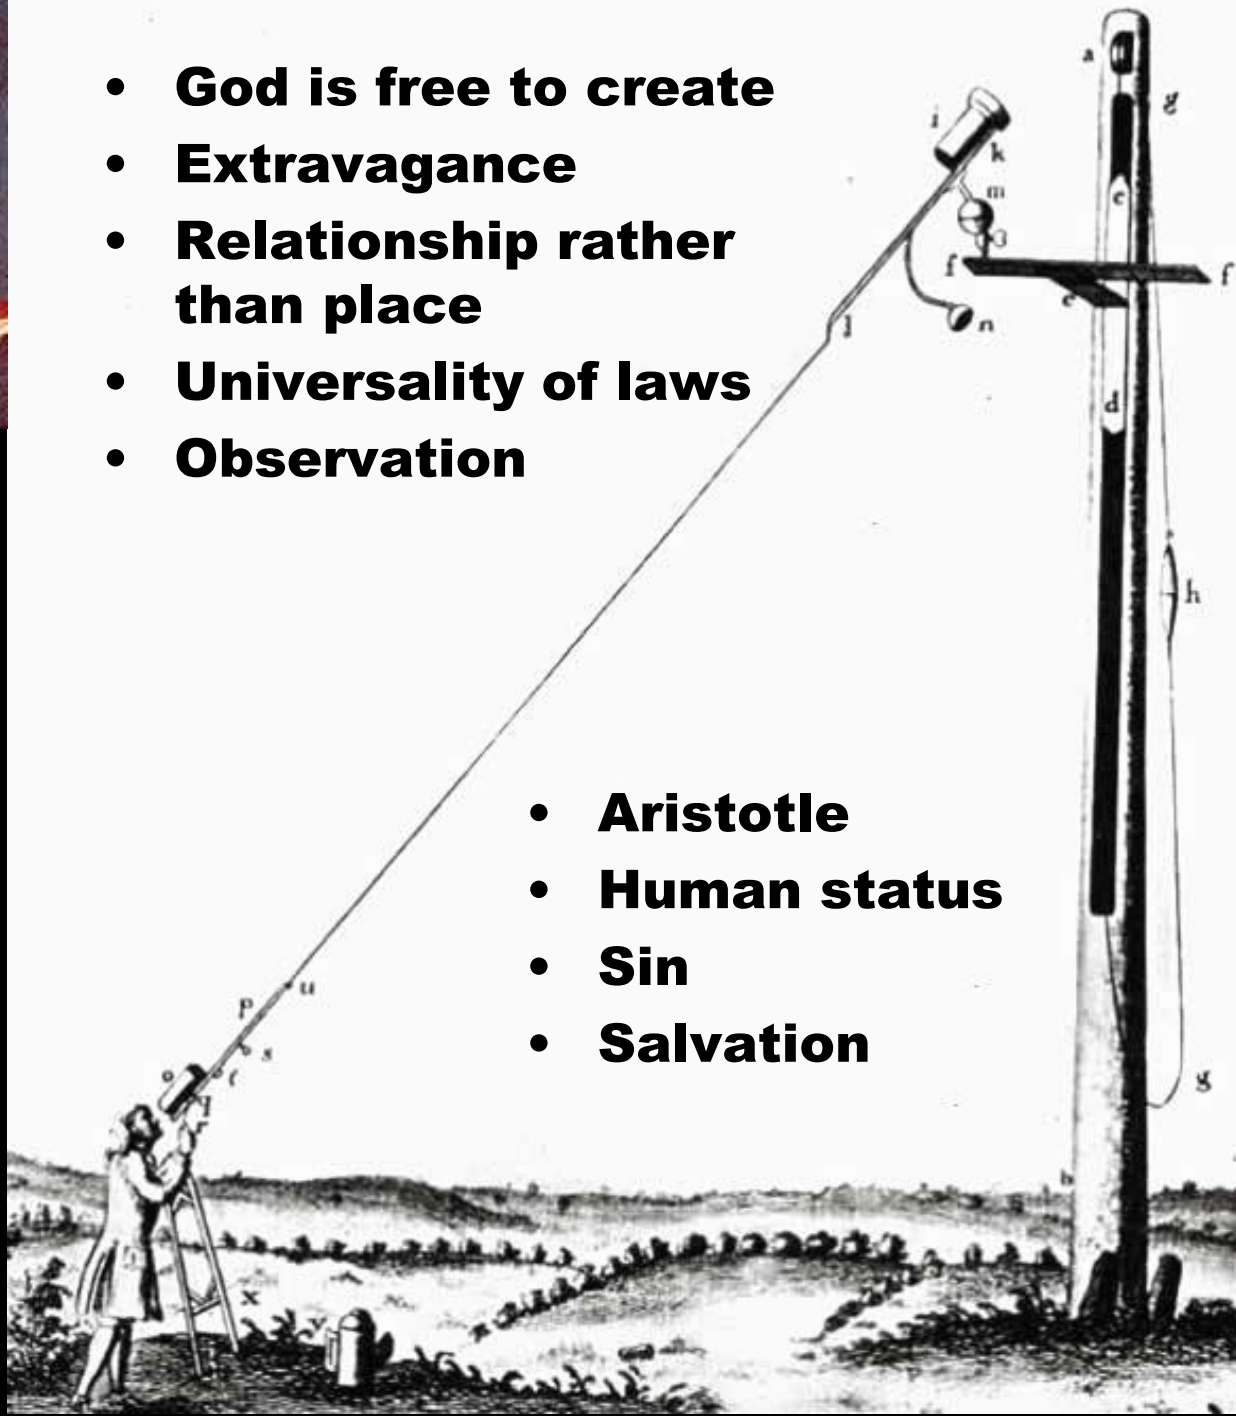 • God is free to create
• Extravagance
• Relationship rather
than place
• Universality of laws
• Observation
• Aristotle
• Human status
• Sin
• Salvation
a
g
i
k
c
m
f
f
e
n
l
d
h
u
p
s
o
t
q
r
g
b
x
y